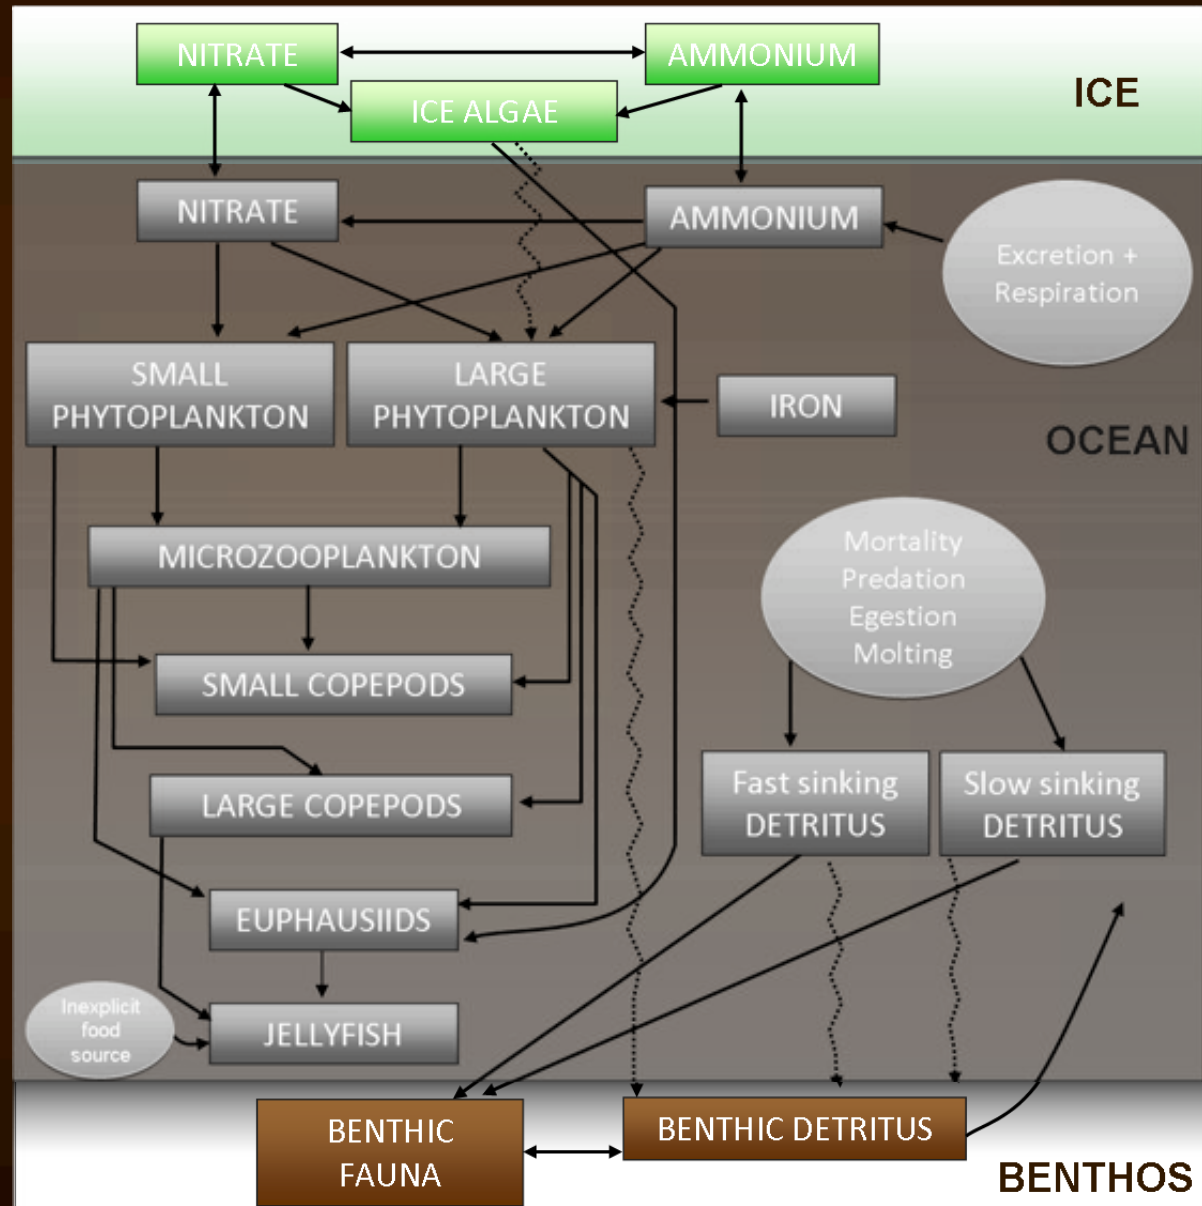 NITRATE
AMMONIUM
ICE
ICE ALGAE
NITRATE
AMMONIUM
Excretion +
Respiration
SMALL
PHYTOPLANKTON
LARGE
PHYTOPLANKTON
IRON
OCEAN
MICROZOOPLANKTON
Mortality
Predation
Egestion
Molting
SMALL COPEPODS
LARGE COPEPODS
Fast sinking
DETRITUS
Slow sinking
DETRITUS
EUPHAUSIIDS
Inexplicit
food
source
JELLYFISH
BENTHIC
FAUNA
BENTHIC DETRITUS
BENTHOS